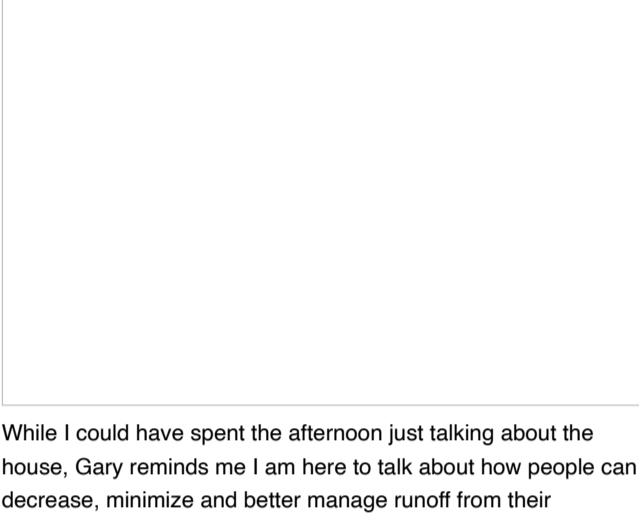 While I could have spent the afternoon just talking about the
house, Gary reminds me I am here to talk about how people can
decrease, minimize and better manage runoff from their